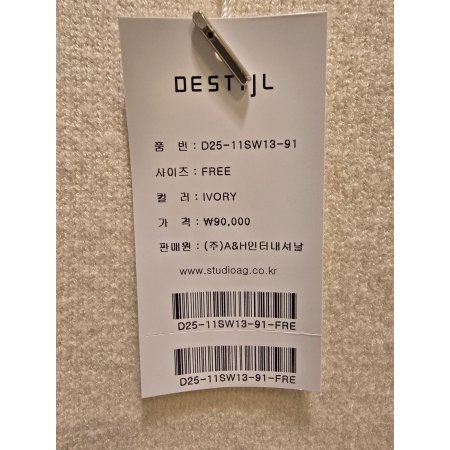 DESTIJL
품 번 : D25-11SW13-91
사이즈 : FREE
컬 러 : IVORY
가 격 : ₩90,000
판매원 : (주)A&H인터내셔날
www.studioag.co.kr
D25-11SW13-91-FRE
D25-11SW13-91-FRE